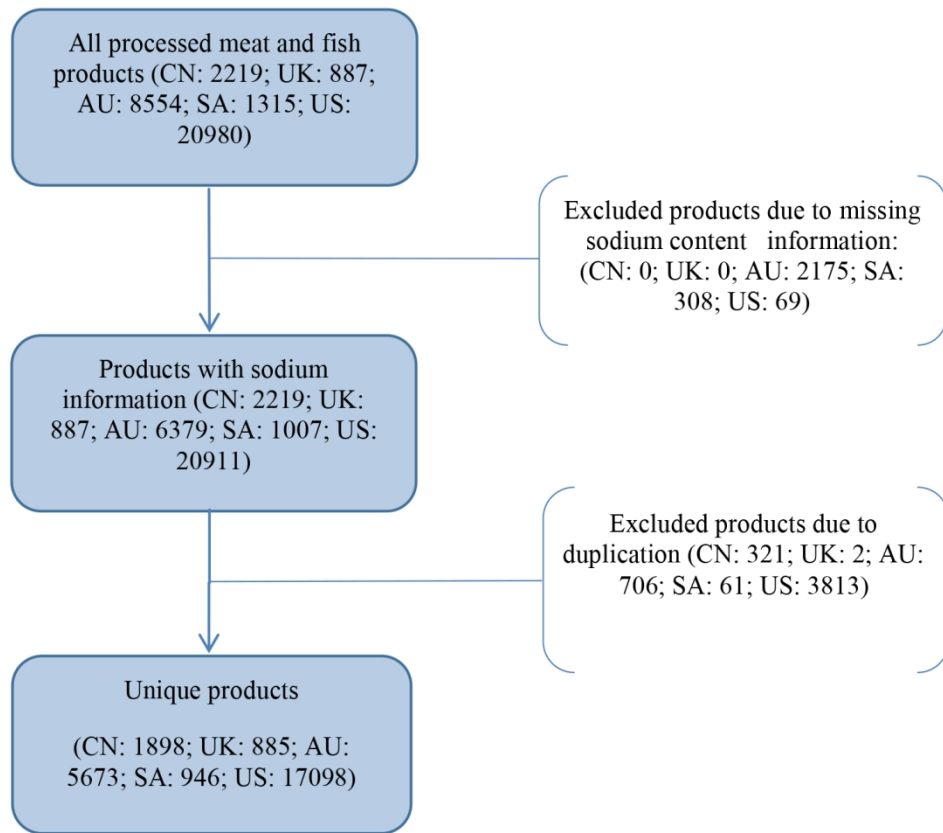 All processed meat and fish
products (CN: 2219; UK: 887;
AU: 8554; SA: 1315; US:
20980)
Excluded products due to missing
sodium content information:
(CN: 0; UK: 0; AU: 2175; SA:
308; US: 69)
Products with sodium
information (CN: 2219; UK:
887; AU: 6379; SA: 1007; US:
20911)
Excluded products due to
duplication (CN: 321; UK: 2; AU:
706; SA: 61; US: 3813)
Unique products
(CN: 1898; UK: 885; AU:
5673; SA: 946; US: 17098)